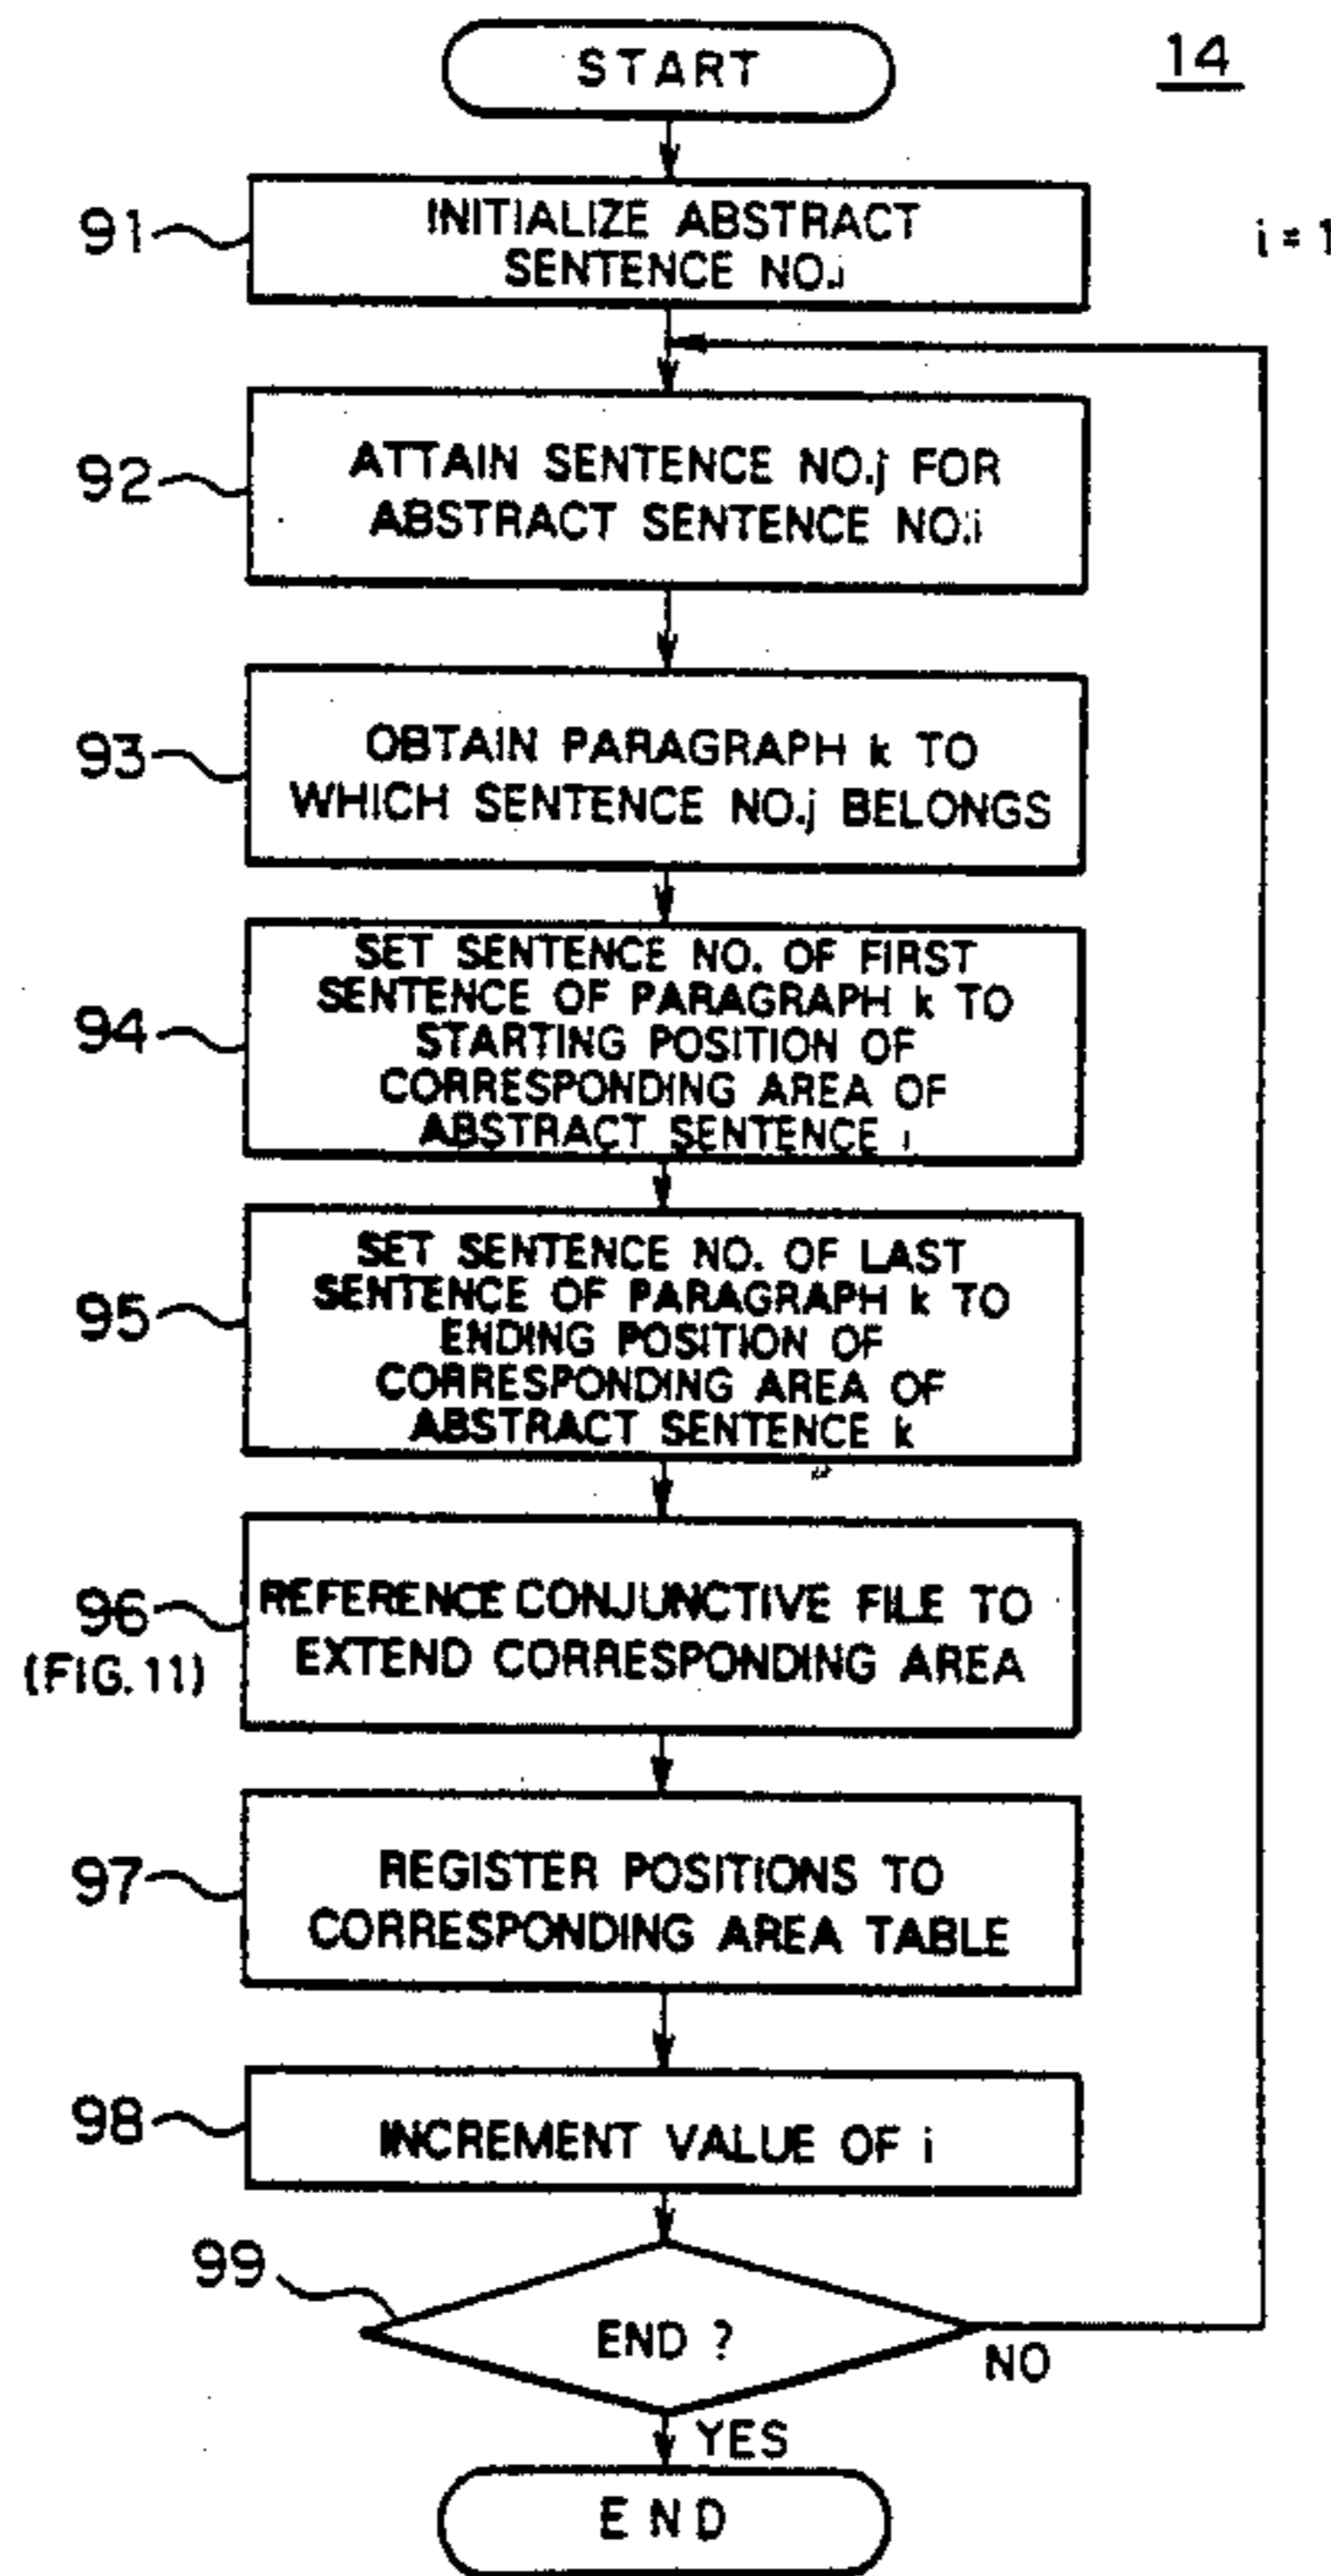 START
14
91
INITIALIZE ABSTRACT
SENTENCE NO.i
i = 1
92
ATTAIN SENTENCE NO.j FOR
ABSTRACT SENTENCE NO.i
93
OBTAIN PARAGRAPH k TO
WHICH SENTENCE NO.j BELONGS
94
SET SENTENCE NO. OF FIRST
SENTENCE OF PARAGRAPH k TO
STARTING POSITION OF
CORRESPONDING AREA OF
ABSTRACT SENTENCE i
95
SET SENTENCE NO. OF LAST
SENTENCE OF PARAGRAPH k TO
ENDING POSITION OF
CORRESPONDING AREA OF
ABSTRACT SENTENCE k
96
(FIG.11)
REFERENCE CONJUNCTIVE FILE TO
EXTEND CORRESPONDING AREA
97
REGISTER POSITIONS TO
CORRESPONDING AREA TABLE
98
INCREMENT VALUE OF i
99
END ?
NO
YES
END